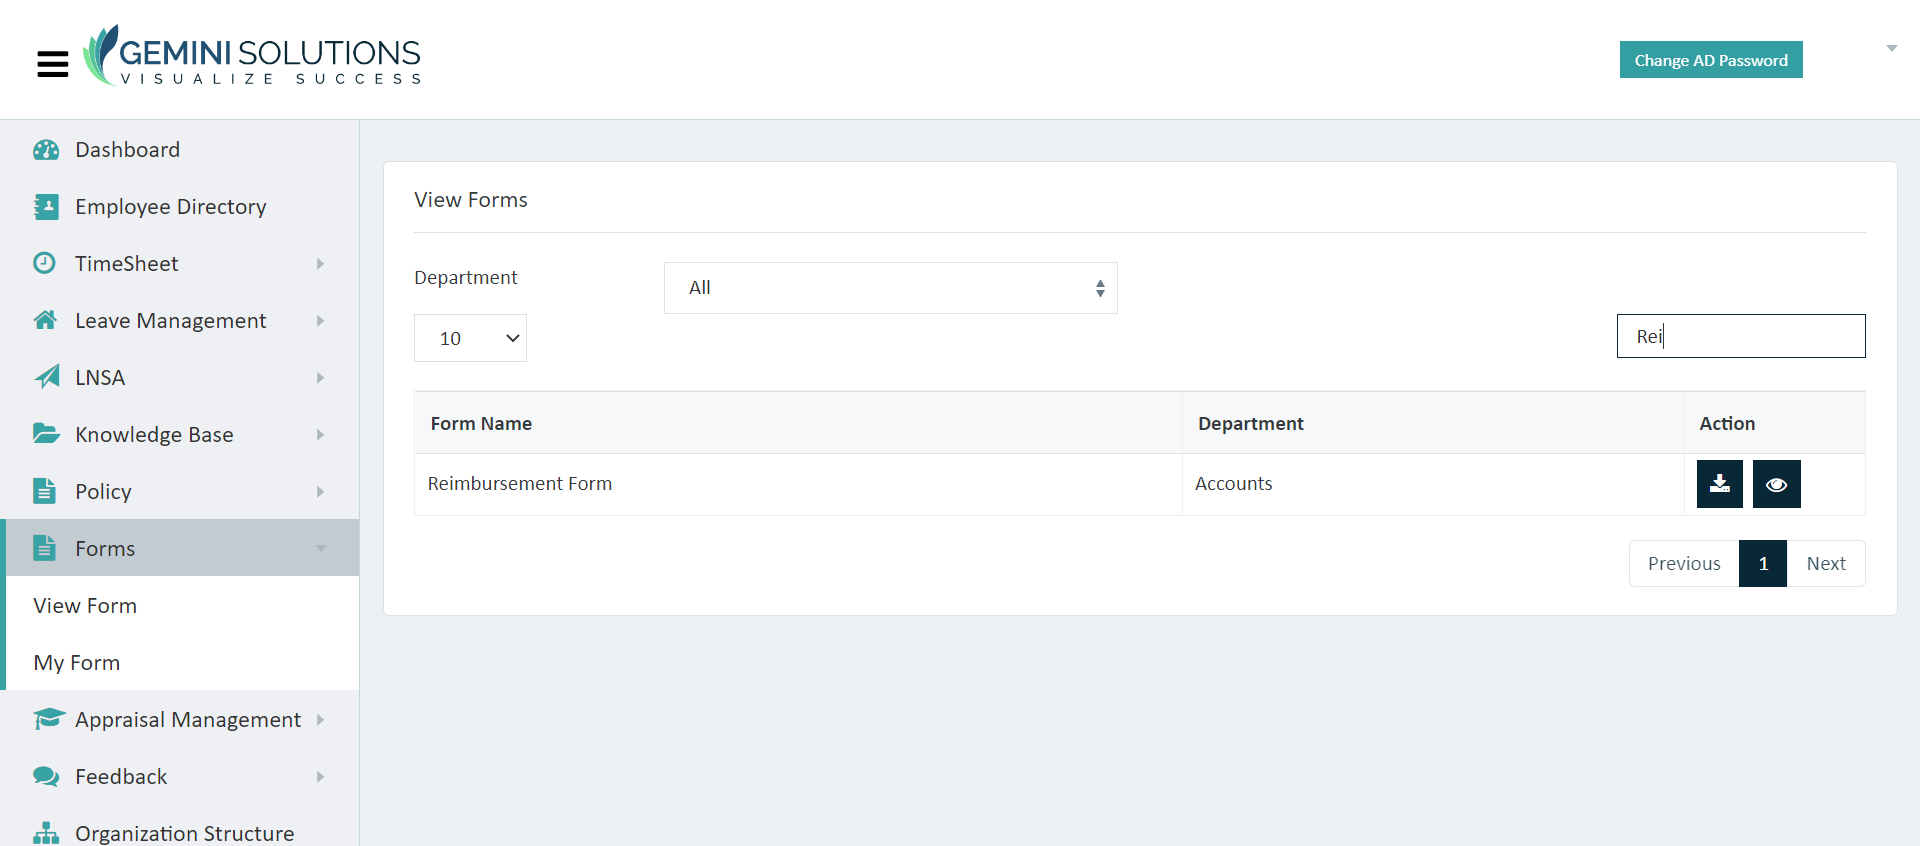 GEMINI SOLUTIONS
VISUALIZE SUCCESS
Change AD Password
Dashboard
Employee Directory
TimeSheet
Leave Management
LNSA
Knowledge Base
Policy
Forms
View Form
My Form
Appraisal Management
Feedback
Organization Structure
View Forms
Department
All
10
Rei
Form Name Department Action
Reimbursement Form Accounts
Previous 1 Next